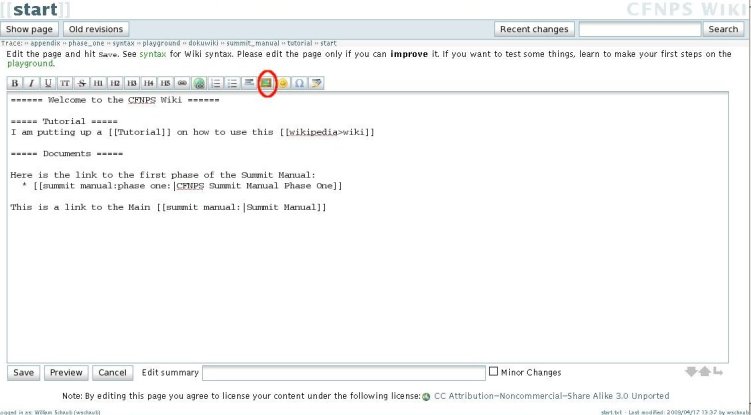 [[start]]
CFNPS WIKI
Show page Old revisions Recent changes Search
Trace: » appendix » phase_one » syntax » playground » dokuwiki » summit_manual » tutorial » start
Edit the page and hit Save. See syntax for Wiki syntax. Please edit the page only if you can improve it. If you want to test some things, learn to make your first steps on the
playground.
B I U TT S H1 H2 H3 H4 H5
====== Welcome to the CFNPS Wiki ======
===== Tutorial =====
I am putting up a [[Tutorial]] on how to use this [[wikipedia>wiki]]
===== Documents =====
Here is the link to the first phase of the Summit Manual:
* [[summit manual:phase one:|CFNPS Summit Manual Phase One]]
This is a link to the Main [[summit manual:|Summit Manual]]
Save Preview Cancel Edit summary Minor Changes
Note: By editing this page you agree to license your content under the following license: CC Attribution-Noncommercial-Share Alike 3.0 Unported
start.txt · Last modified: 2009/04/17 13:37 by wschaub